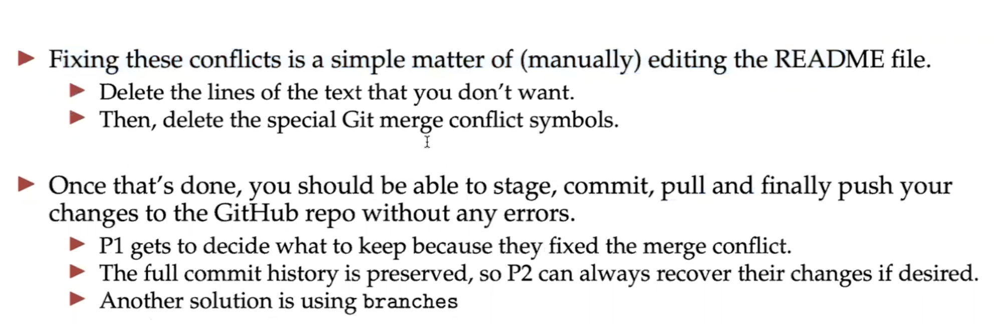 Fixing these conflicts is a simple matter of (manually) editing the README file.
Delete the lines of the text that you don't want.
Then, delete the special Git merge conflict symbols.
Once that's done, you should be able to stage, commit, pull and finally push your
changes to the GitHub repo without any errors.
P1 gets to decide what to keep because they fixed the merge conflict.
The full commit history is preserved, so P2 can always recover their changes if desired.
Another solution is using branches